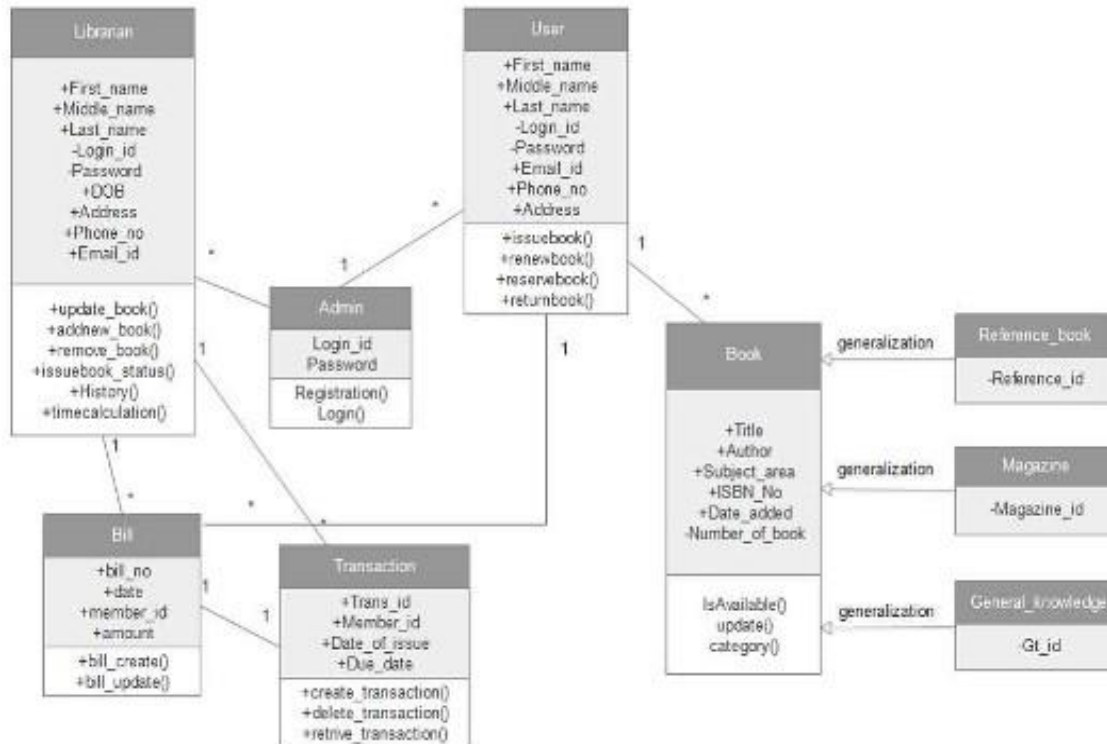 Librarian
+First_name
+Middle_name
+Last_name
-Login_id
-Password
+DOB
+Address
+Phone_no
+Email_id
+update_book()
+addnew_book()
+remove_book()
+issuebook_status()
+History()
+timecalculation()
User
+First_name
+Middle_name
+Last_name
-Login_id
-Password
+Email_id
+Phone_no
+Address
+issuebook()
+renewbook()
+reservebook()
+returnbook()
*
1
*
1
*
1
1
Admin
Login_id
Password
Registration()
Login()
Book
+Title
+Author
+Subject_area
+ISBN_No
+Date_added
-Number_of_book
IsAvailable()
update()
category()
generalization
Reference_book
-Reference_id
generalization
Magazine
-Magazine_id
generalization
General_knowledge
-Gt_id
1
*
*
*
Bill
+bill_no
+date
+member_id
+amount
+bill_create()
+bill_update()
1
1
Transaction
+Trans_id
+Member_id
+Date_of_issue
+Due_date
+create_transaction()
+delete_transaction()
+retrive_transaction()